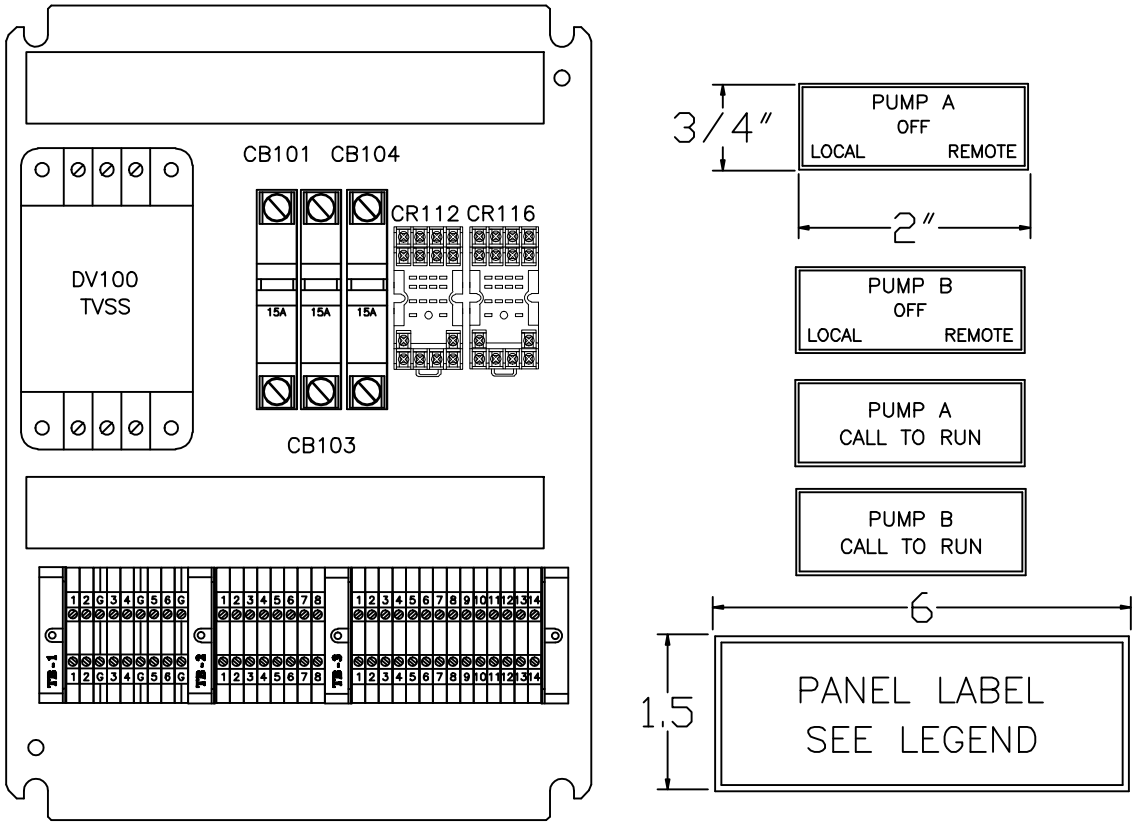 CB101 CB104
CR112 CR116
DV100
TVSS
15A 15A 15A
CB103
TB-1
1 2 G 3 4 G 5 6 G
1 2 G 3 4 G 5 6 G
TB-2
1 2 3 4 5 6 7 8
1 2 3 4 5 6 7 8
TB-3
1 2 3 4 5 6 7 8 9 10 11 12 13 14
1 2 3 4 5 6 7 8 9 10 11 12 13 14
3/4"
PUMP A
OFF
LOCAL REMOTE
2"
PUMP B
OFF
LOCAL REMOTE
PUMP A
CALL TO RUN
PUMP B
CALL TO RUN
6
1.5
PANEL LABEL
SEE LEGEND